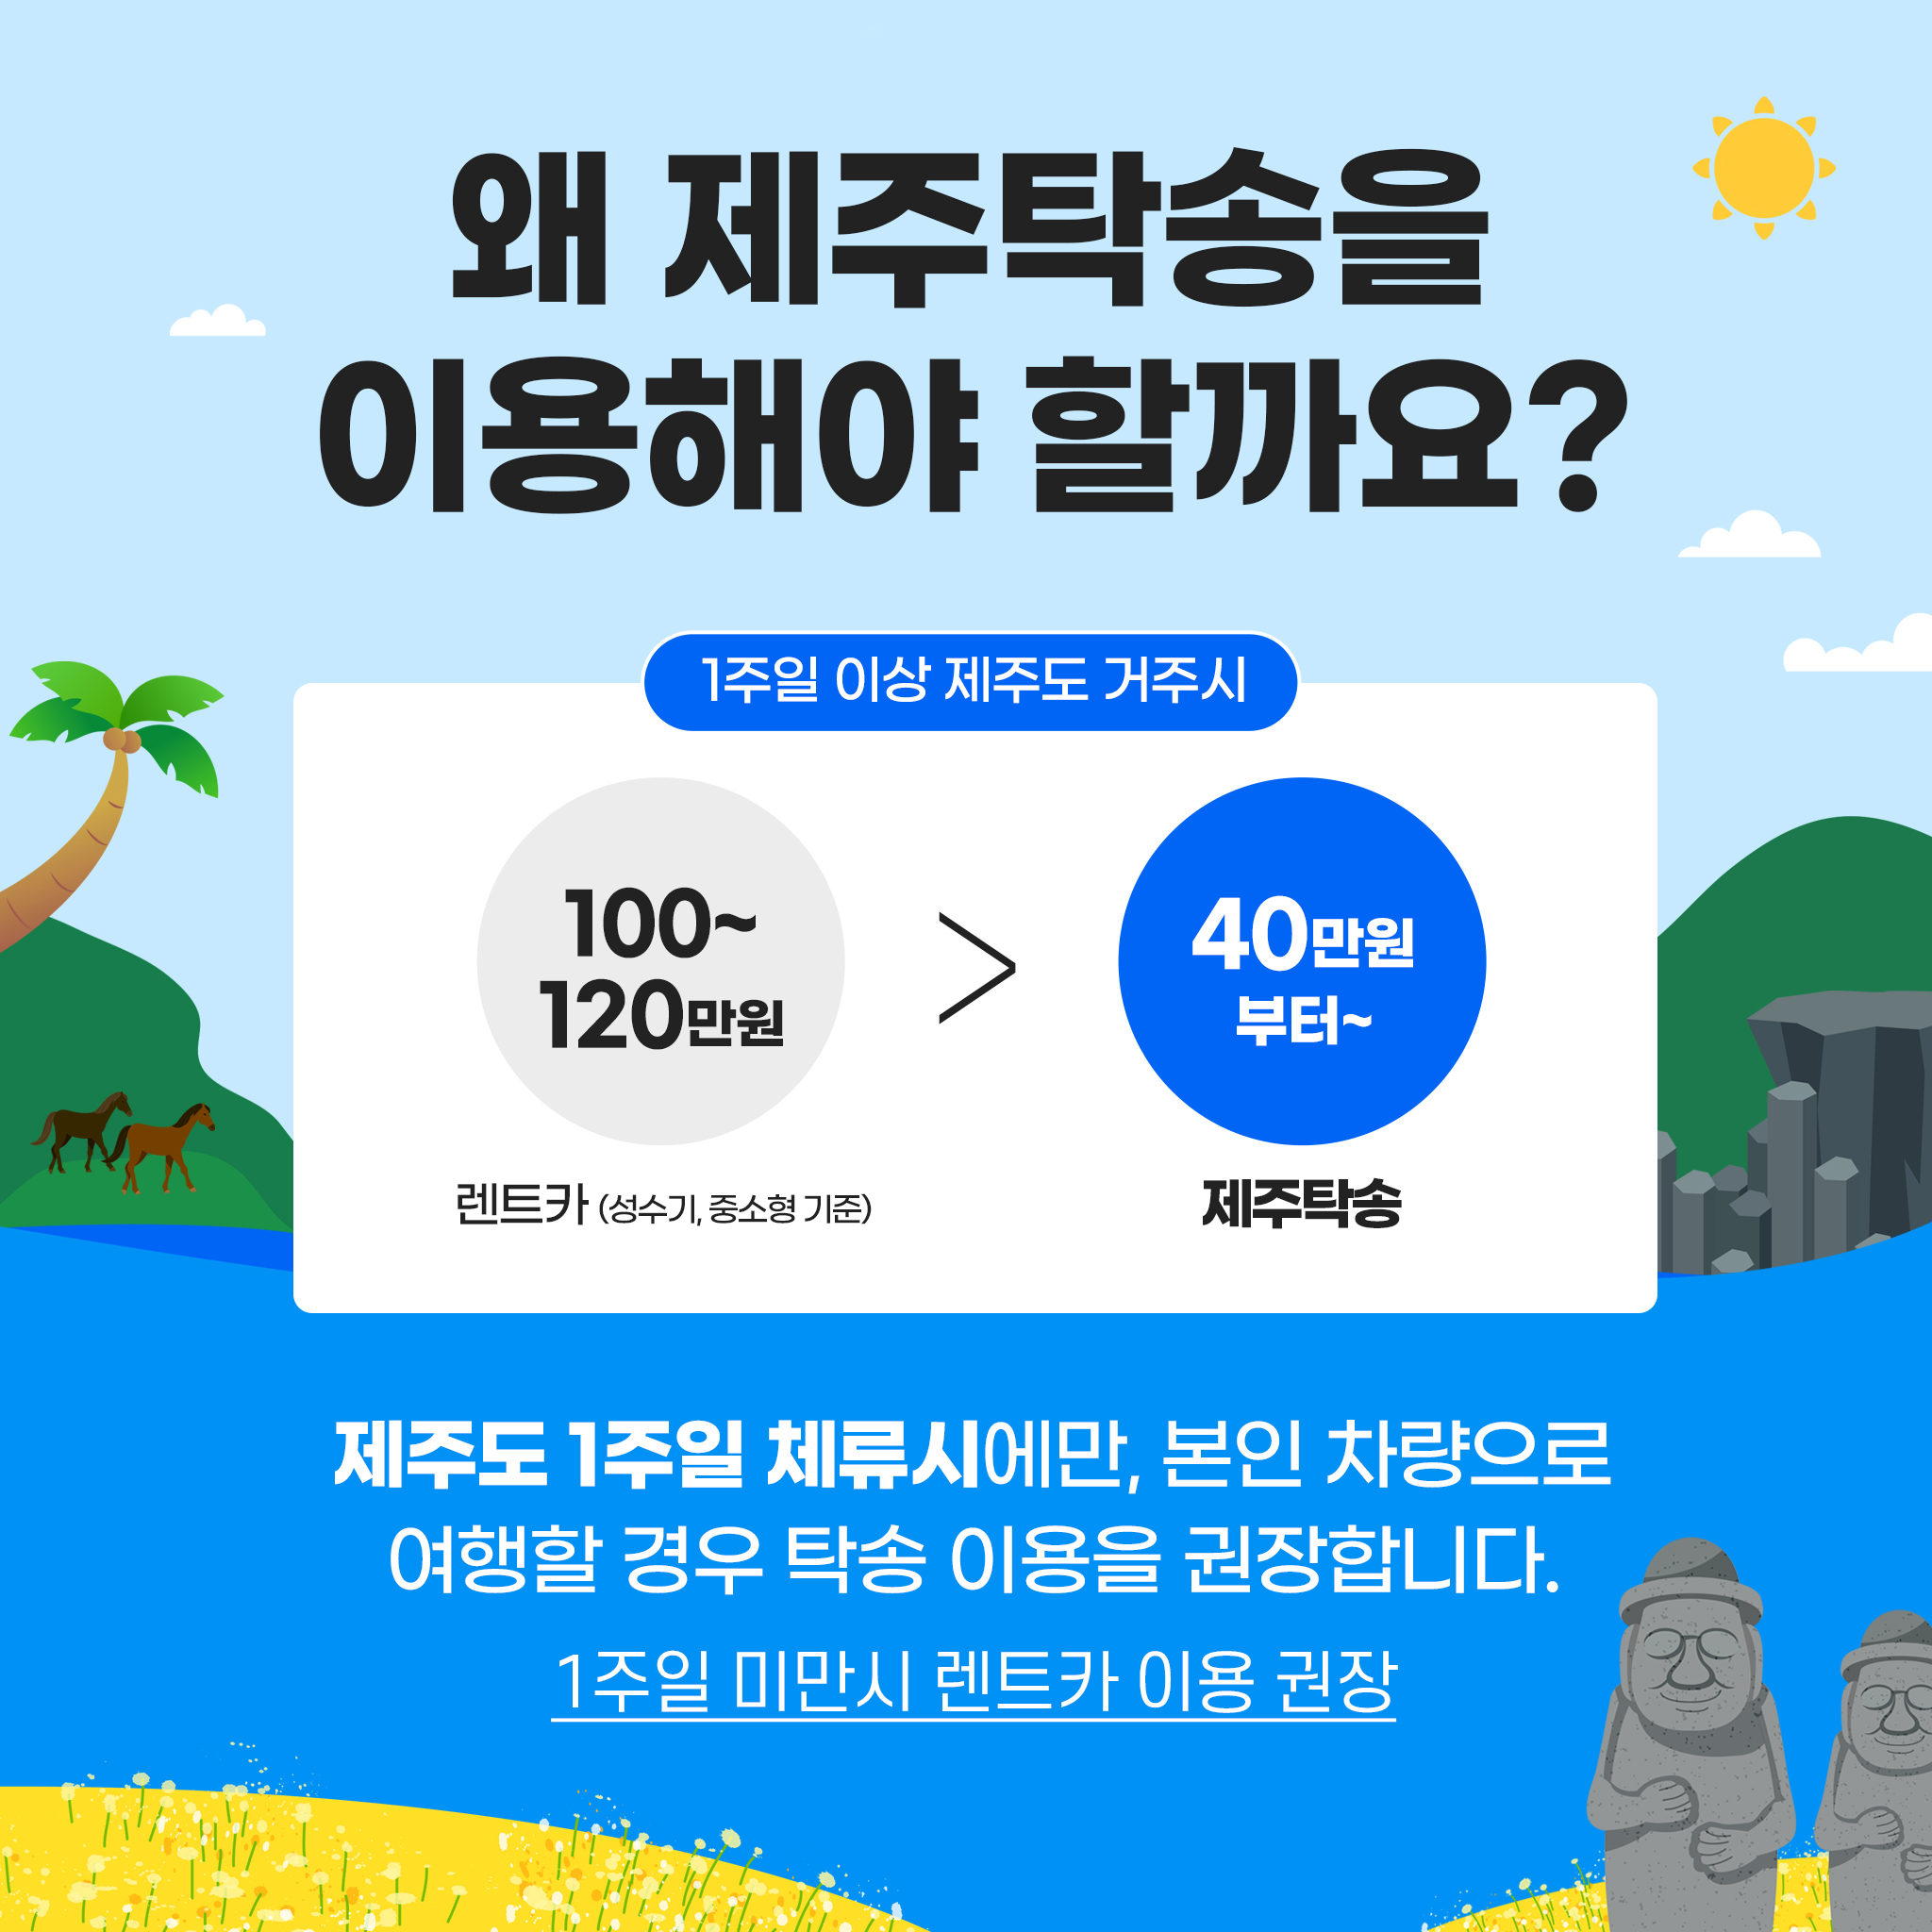 왜 제주탁송을
이용해야 할까요?
1주일 이상 제주도 거주시
100~
120만원
>
40만원
부터~
렌트카 (성수기, 중소형 기준)
제주탁송
제주도 1주일 체류시에만, 본인 차량으로
여행할 경우 탁송 이용을 권장합니다.
1주일 미만시 렌트카 이용 권장